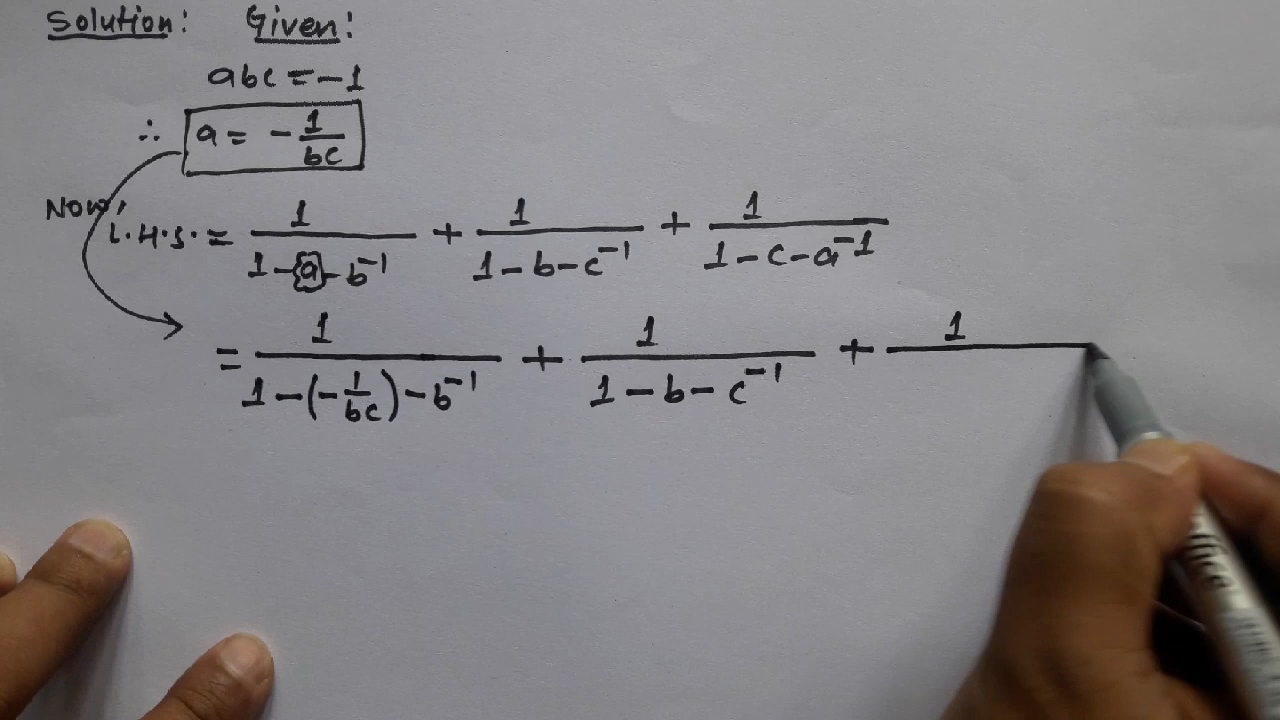 Solution: Given:
abc = -1
∴ a = - 1/bc
Now,
L.H.S. = 1/(1-a-b⁻¹) + 1/(1-b-c⁻¹) + 1/(1-c-a⁻¹)
= 1/(1-(-1/bc)-b⁻¹) + 1/(1-b-c⁻¹) + 1/